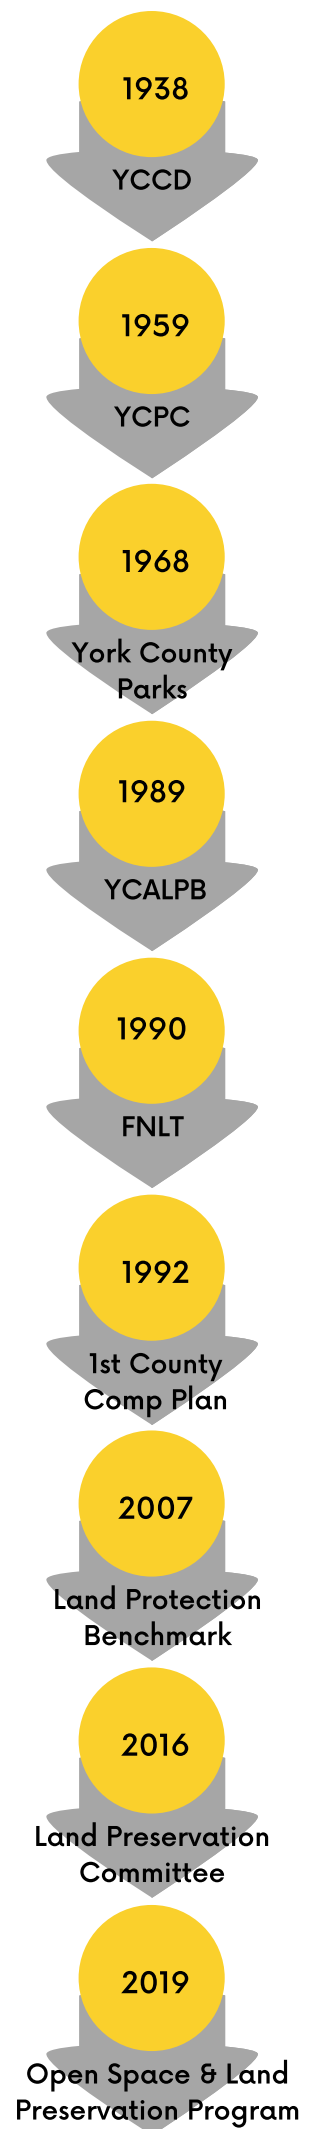 1938
YCCD
1959
YCPC
1968
York County
Parks
1989
YCALPB
1990
FNLT
1992
1st County
Comp Plan
2007
Land Protection
Benchmark
2016
Land Preservation
Committee
2019
Open Space & Land
Preservation Program